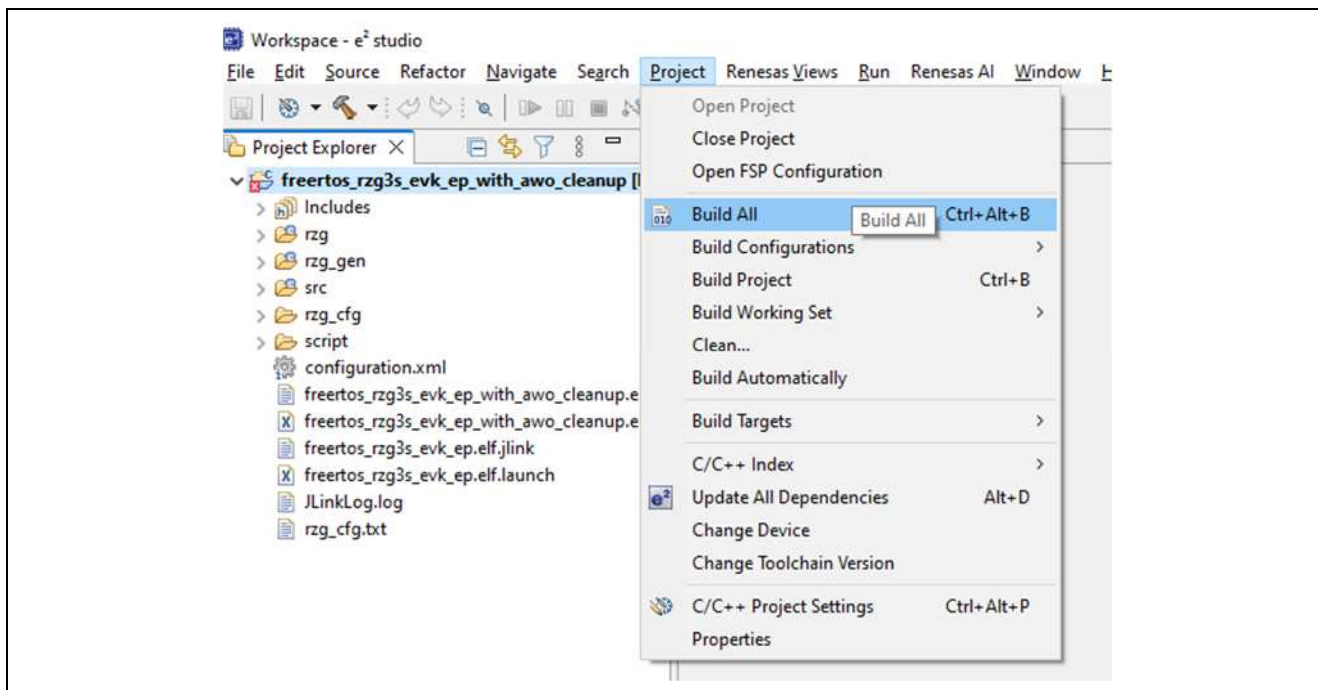 Workspace - e² studio
File Edit Source Refactor Navigate Search Project Renesas Views Run Renesas AI Window
Project Explorer
freertos_rzg3s_evk_ep_with_awo_cleanup [
Includes
rzg
rzg_gen
src
rzg_cfg
script
configuration.xml
freertos_rzg3s_evk_ep_with_awo_cleanup.e
freertos_rzg3s_evk_ep_with_awo_cleanup.e
freertos_rzg3s_evk_ep.elf.jlink
freertos_rzg3s_evk_ep.elf.launch
JLinkLog.log
rzg_cfg.txt
Open Project
Close Project
Open FSP Configuration
010 Build All Build All Ctrl+Alt+B
Build Configurations
Build Project Ctrl+B
Build Working Set
Clean...
Build Automatically
Build Targets
C/C++ Index
e² Update All Dependencies Alt+D
Change Device
Change Toolchain Version
C/C++ Project Settings Ctrl+Alt+P
Properties